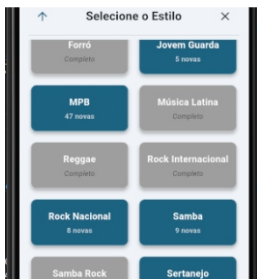 Selecione o Estilo
Forró
Completo
Jovem Guarda
5 novas
MPB
47 novas
Música Latina
Completo
Reggae
Completo
Rock Internacional
Completo
Rock Nacional
8 novas
Samba
9 novas
Samba Rock
Sertanejo